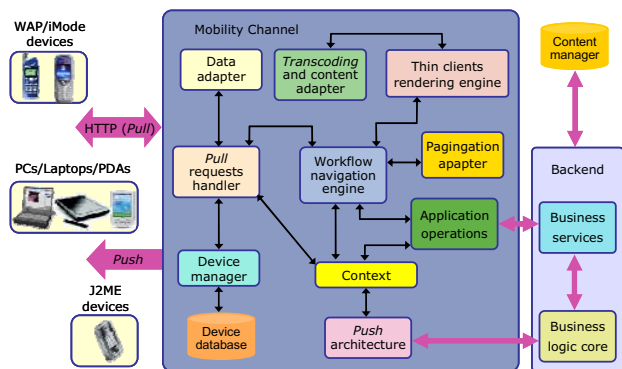 WAP/iMode
devices
HTTP (Pull)
PCs/Laptops/PDAs
Push
J2ME
devices
Mobility Channel
Data
adapter
Transcoding
and content
adapter
Thin clients
rendering engine
Pull
requests
handler
Workflow
navigation
engine
Pagingation
apapter
Application
operations
Device
manager
Context
Device
database
Push
architecture
Content
manager
Backend
Business
services
Business
logic core